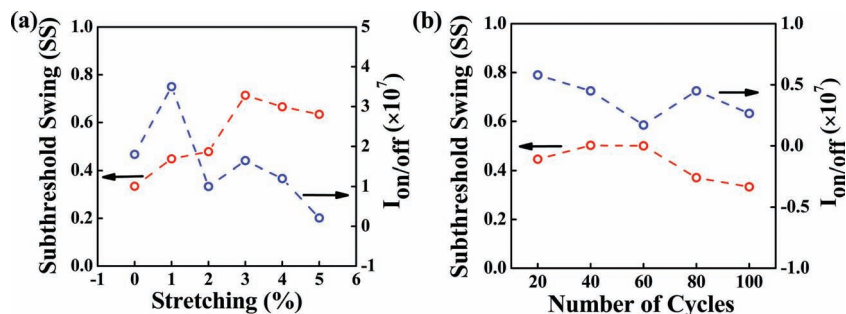 (a)
Subthreshold Swing (SS)
1.0
0.8
0.6
0.4
0.2
0.0
-1 0 1 2 3 4 5 6
Stretching (%)
5
4
3
2
1
0
-1
I on/off (×10⁷)
(b)
Subthreshold Swing (SS)
1.0
0.8
0.6
0.4
0.2
0.0
20 40 60 80 100
Number of Cycles
1.0
0.5
0.0
-0.5
-1.0
I on/off (×10⁷)